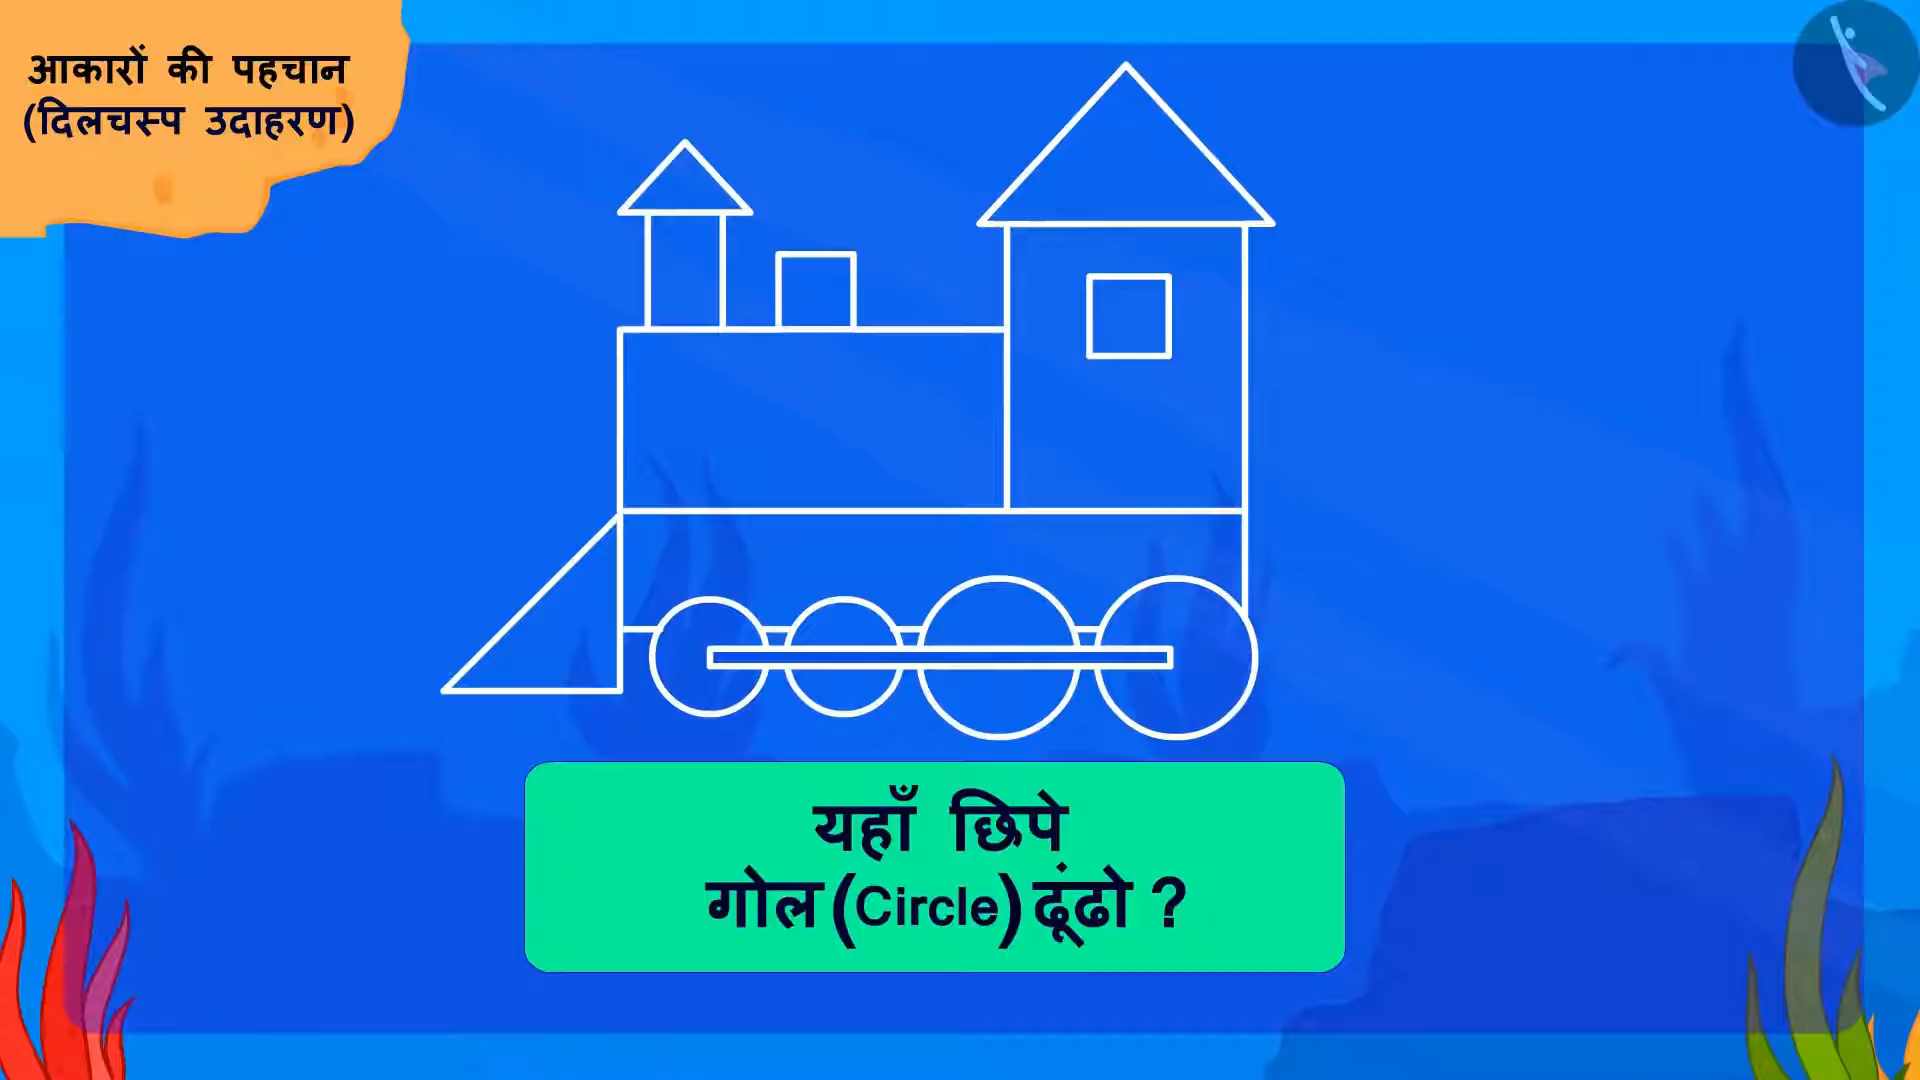 आकारों की पहचान
(दिलचस्प उदाहरण)
यहाँ छिपे
गोल (Circle) ढूंढो ?